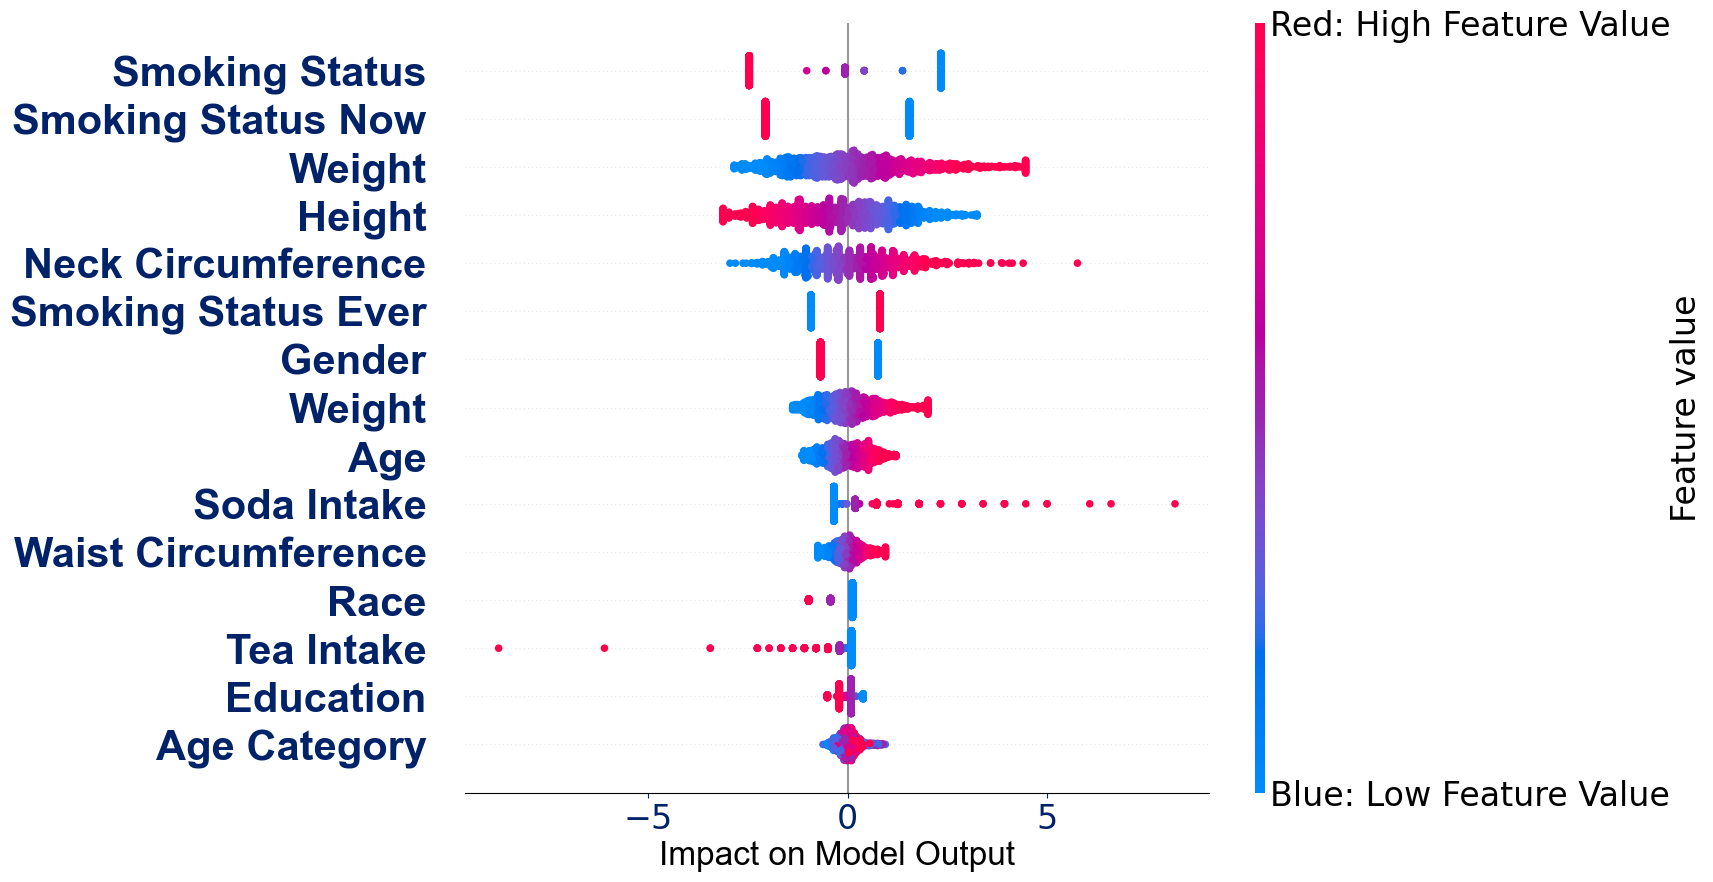 Red: High Feature Value
Smoking Status
Smoking Status Now
Weight
Height
Neck Circumference
Smoking Status Ever
Gender
Weight
Age
Soda Intake
Waist Circumference
Race
Tea Intake
Education
Age Category
Feature value
Blue: Low Feature Value
−5 0 5
Impact on Model Output